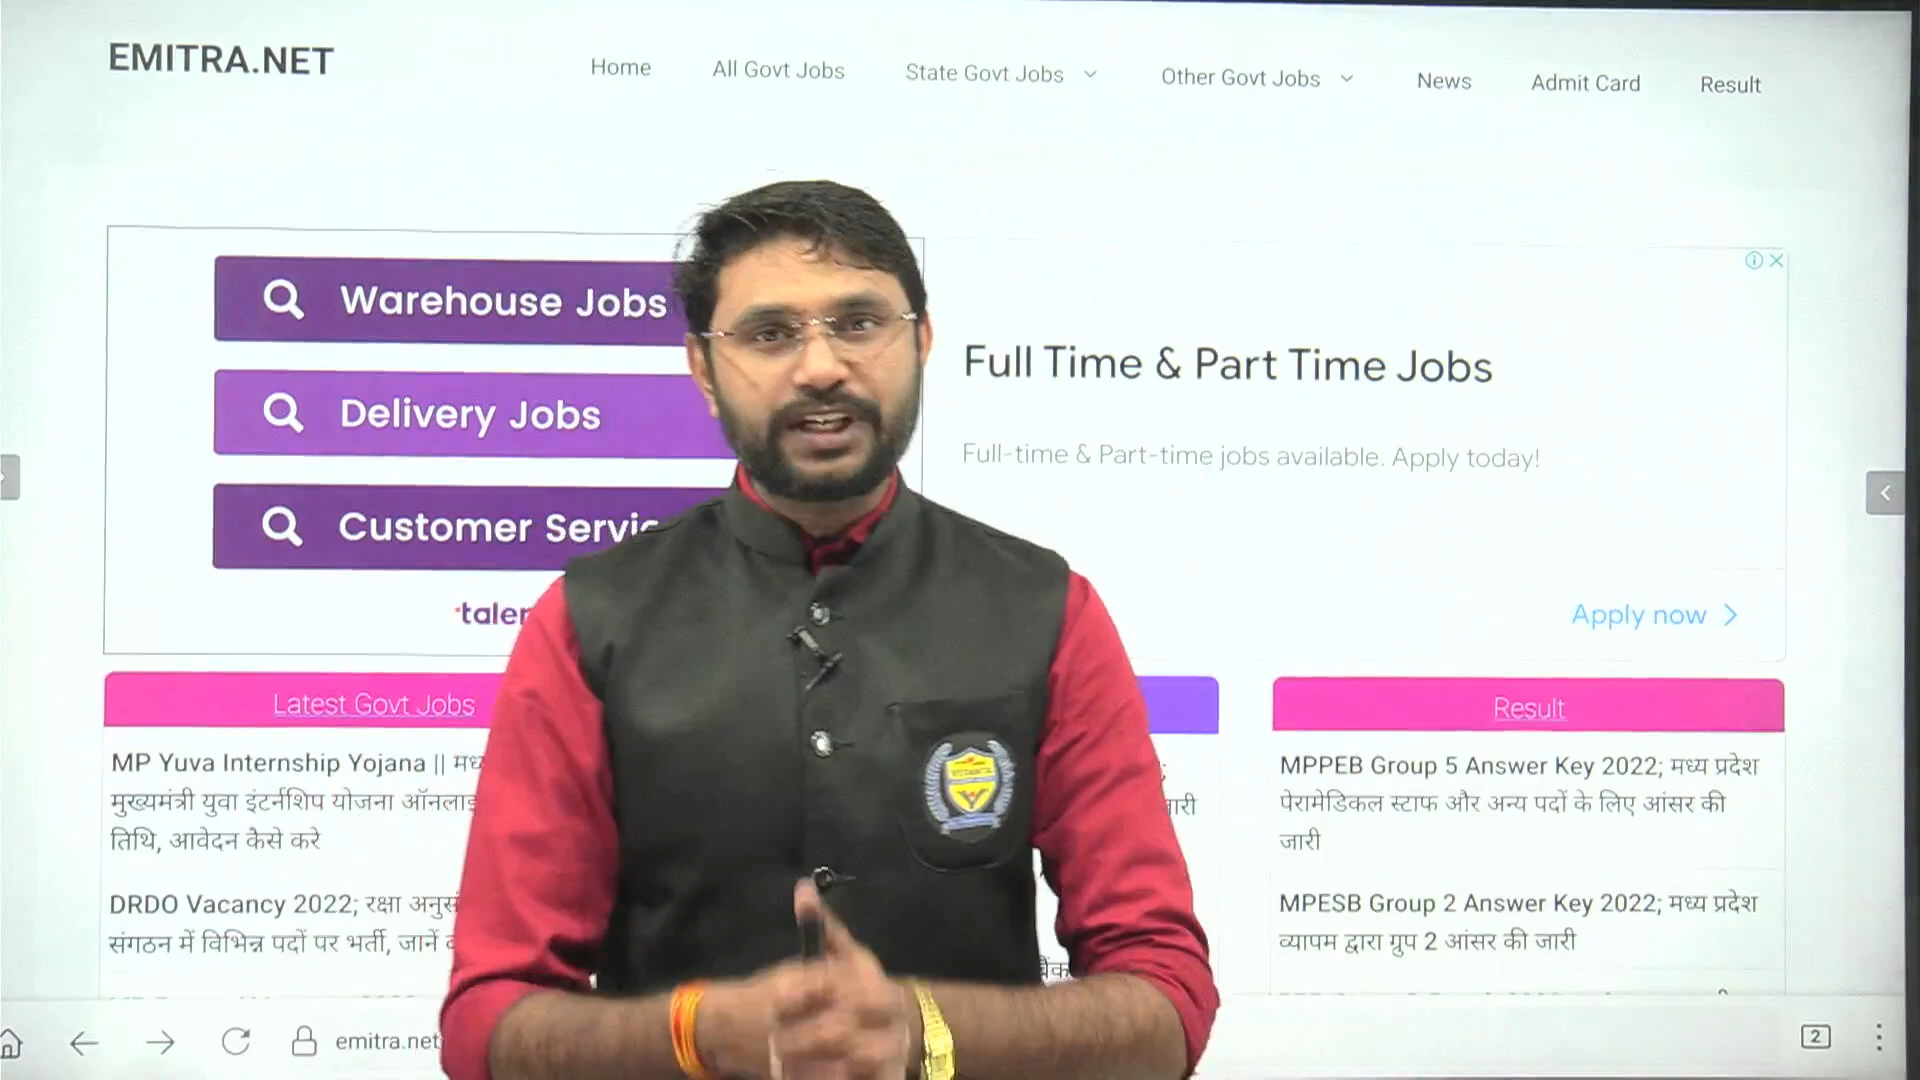 EMITRA.NET
Home All Govt Jobs State Govt Jobs Other Govt Jobs News Admit Card Result
Warehouse Jobs
Delivery Jobs
Customer
Full Time & Part Time Jobs
Full-time & Part-time jobs available. Apply today!
Apply now
Latest Govt Jobs
MP Yuva Internship Yojana ||
मुख्यमंत्री युवा इंटर्नशिप योजना
तिथि, आवेदन कैसे करे
DRDO Vacancy 2022; रक्षा
संगठन में विभिन्न पदों पर भर्ती, जानें
Result
MPPEB Group 5 Answer Key 2022; मध्य प्रदेश
पेरामेडिकल स्टाफ और अन्य पदों के लिए आंसर की
जारी
MPESB Group 2 Answer Key 2022; मध्य प्रदेश
व्यापम द्वारा ग्रुप 2 आंसर की जारी
emitra.net
2